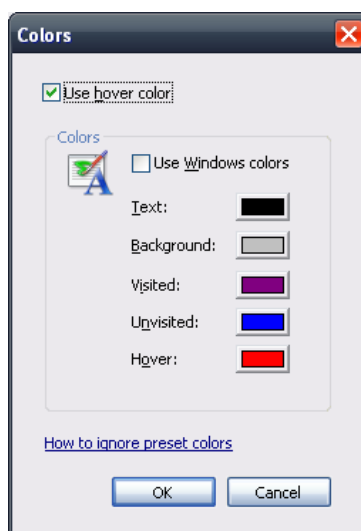 Colors
Use hover color
Colors
Use Windows colors
Text:
Background:
Visited:
Unvisited:
Hover:
How to ignore preset colors
OK Cancel